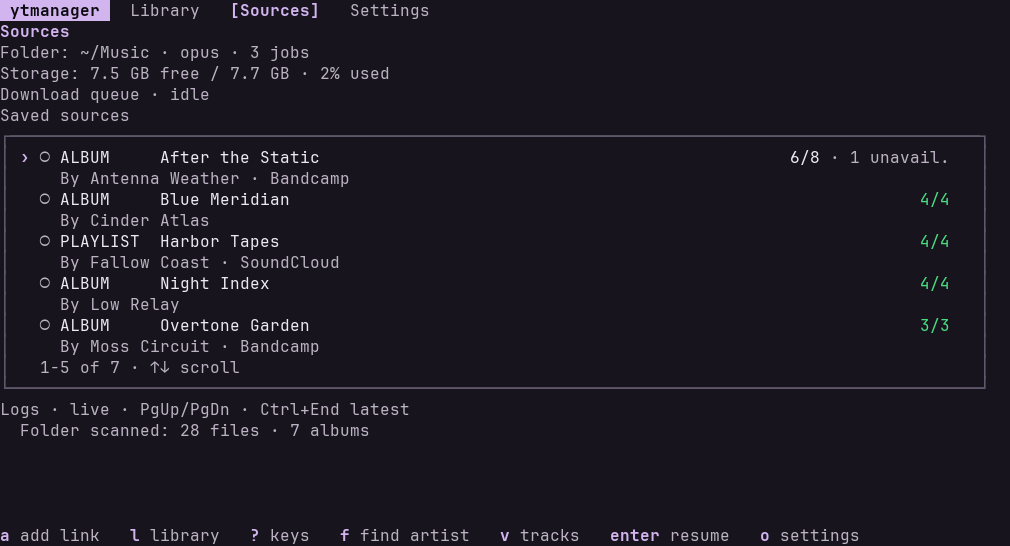 ytmanager Library [Sources] Settings
Sources
Folder: ~/Music · opus · 3 jobs
Storage: 7.5 GB free / 7.7 GB · 2% used
Download queue · idle
Saved sources
› ○ ALBUM After the Static 6/8 · 1 unavail.
By Antenna Weather · Bandcamp
○ ALBUM Blue Meridian 4/4
By Cinder Atlas
○ PLAYLIST Harbor Tapes 4/4
By Fallow Coast · SoundCloud
○ ALBUM Night Index 4/4
By Low Relay
○ ALBUM Overtone Garden 3/3
By Moss Circuit · Bandcamp
1-5 of 7 · ↑↓ scroll
Logs · live · PgUp/PgDn · Ctrl+End latest
Folder scanned: 28 files · 7 albums
a add link l library ? keys f find artist v tracks enter resume o settings